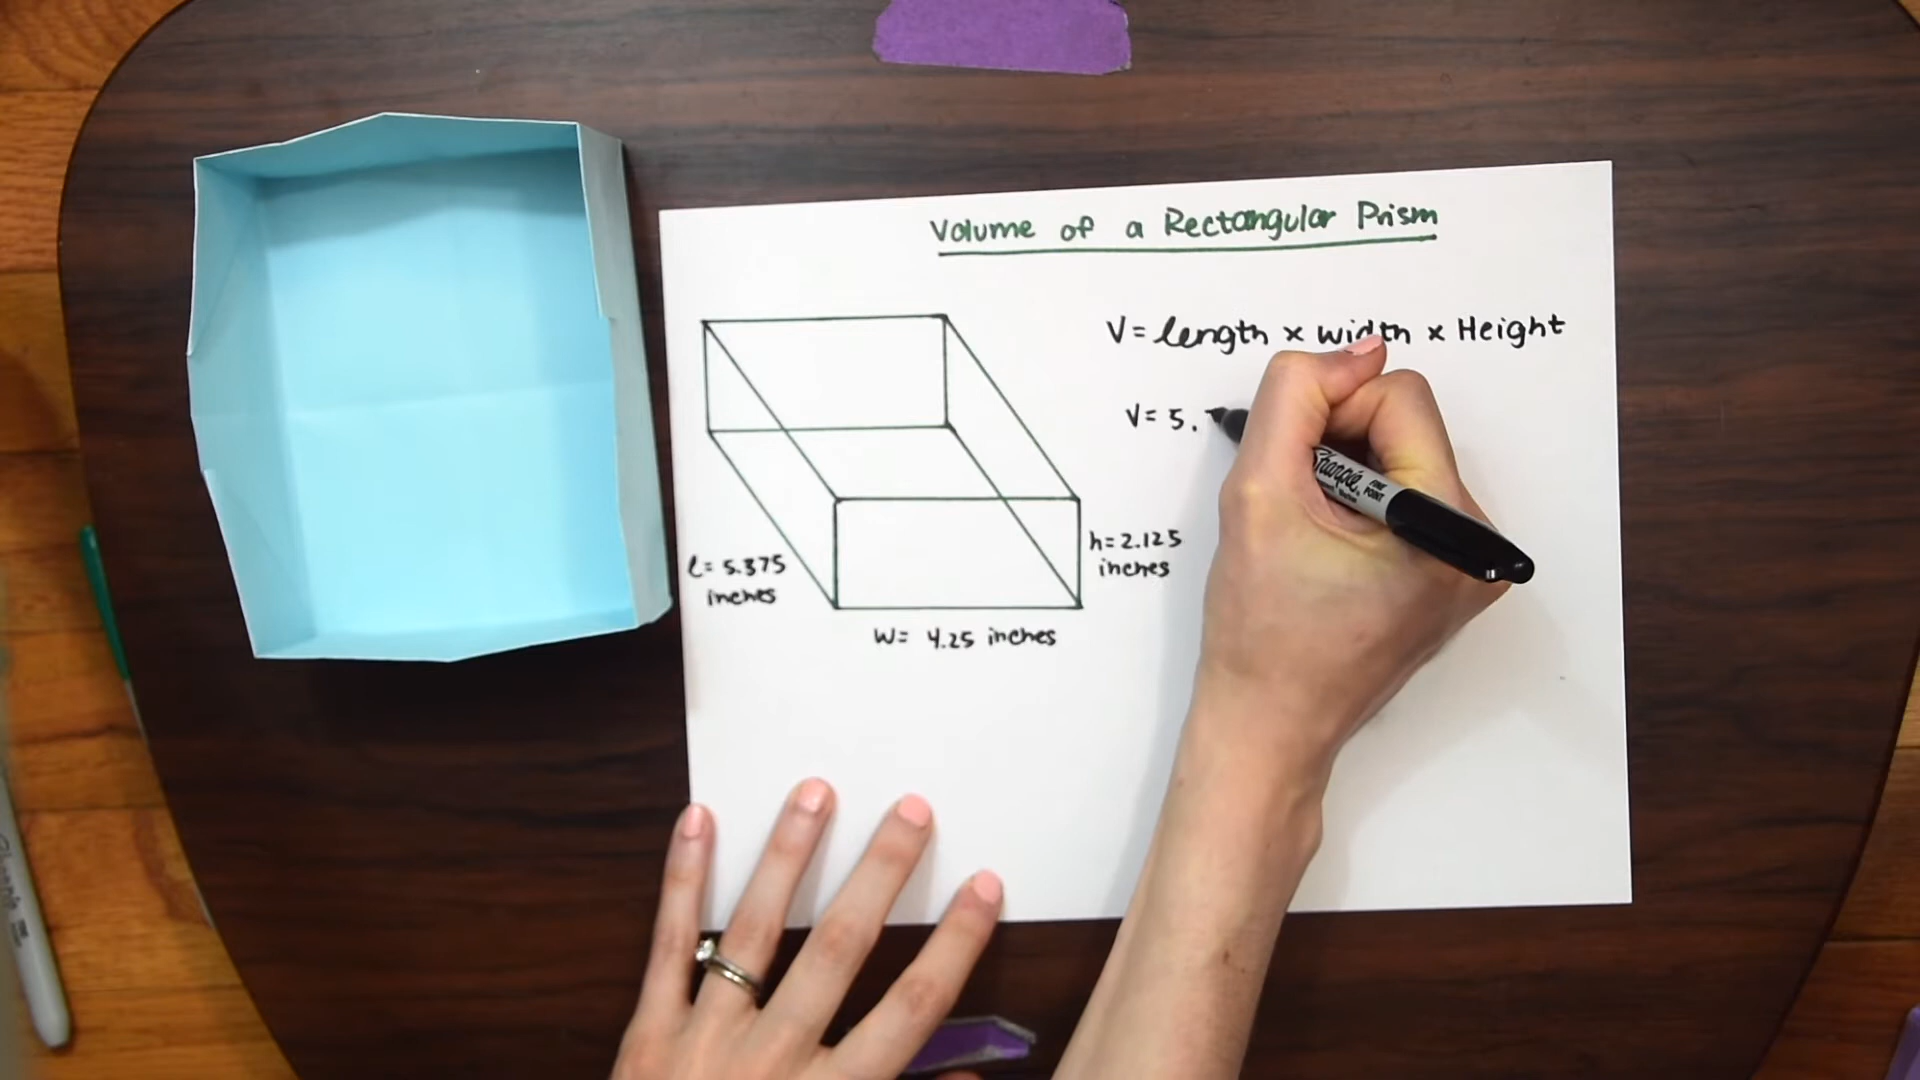 Volume of a Rectangular Prism
V = length x width x Height
V = 5.
l = 5.375
inches
h = 2.125
inches
W = 4.25 inches
Sharpie
FINE
POINT